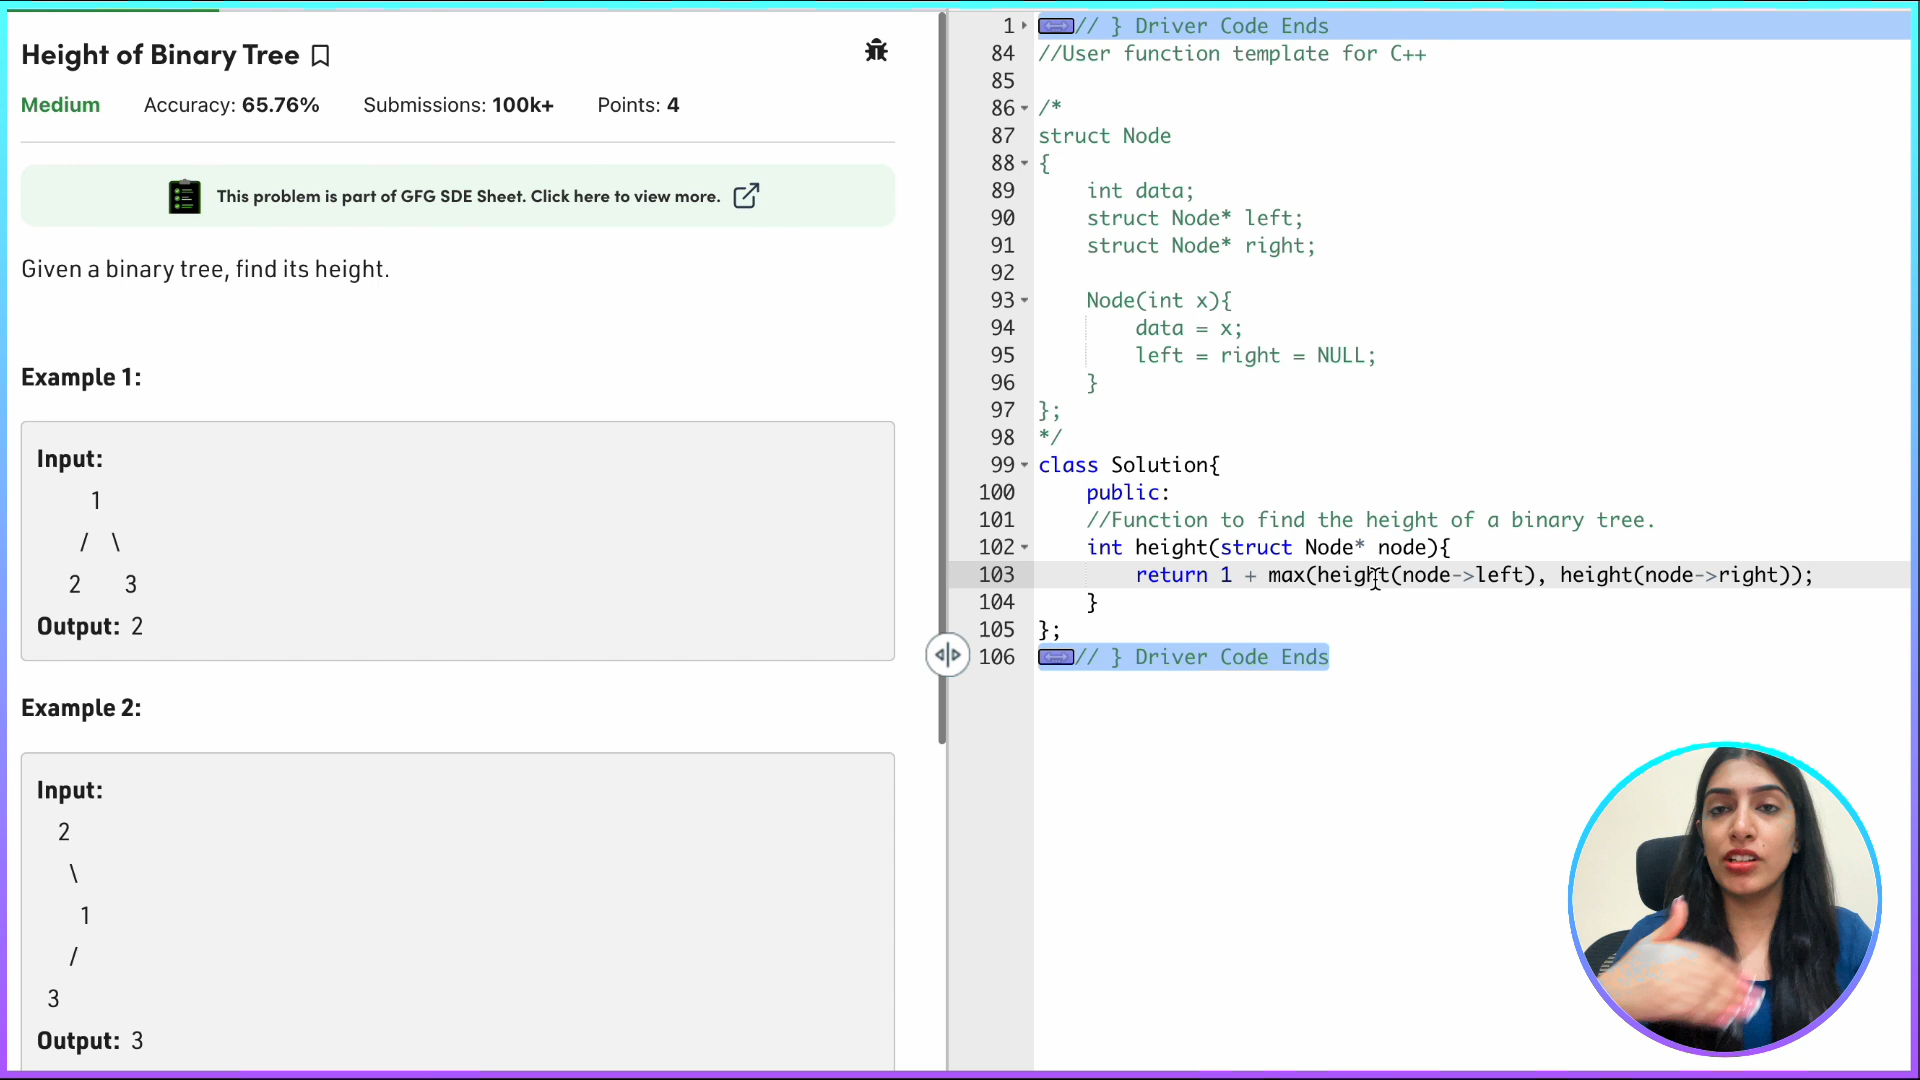 Height of Binary Tree
Medium Accuracy: 65.76% Submissions: 100k+ Points: 4
This problem is part of GFG SDE Sheet. Click here to view more.
Given a binary tree, find its height.
Example 1:
Input:
1
/ \
2 3
Output: 2
Example 2:
Input:
2
\
1
/
3
Output: 3
1 // } Driver Code Ends
84 //User function template for C++
85
86 /*
87 struct Node
88 {
89 int data;
90 struct Node* left;
91 struct Node* right;
92
93 Node(int x){
94 data = x;
95 left = right = NULL;
96 }
97 };
98 */
99 class Solution{
100 public:
101 //Function to find the height of a binary tree.
102 int height(struct Node* node){
103 return 1 + max(height(node->left), height(node->right));
104 }
105 };
106 // } Driver Code Ends